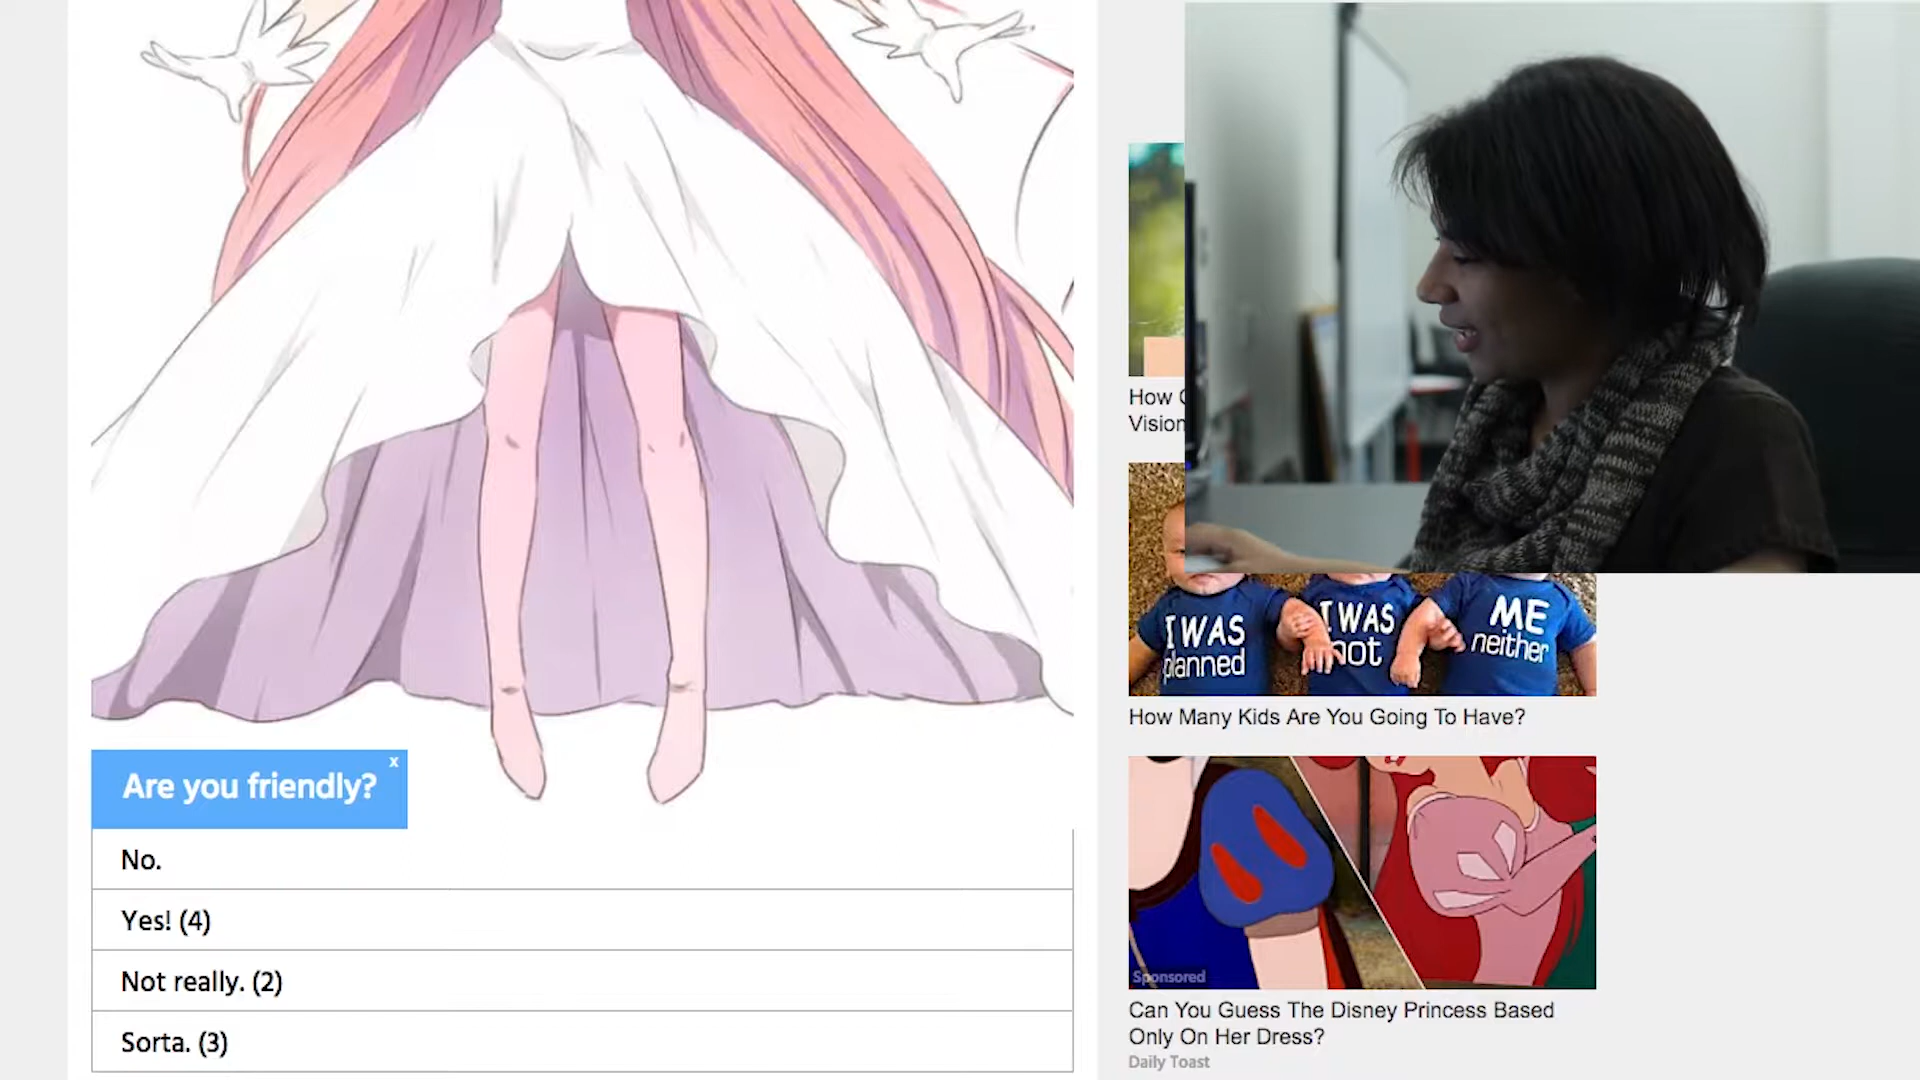 Are you friendly?
x
No.
Yes! (4)
Not really. (2)
Sorta. (3)
How
Vision
I WAS
planned
I WAS
not
ME
neither
How Many Kids Are You Going To Have?
Sponsored
Can You Guess The Disney Princess Based
Only On Her Dress?
Daily Toast